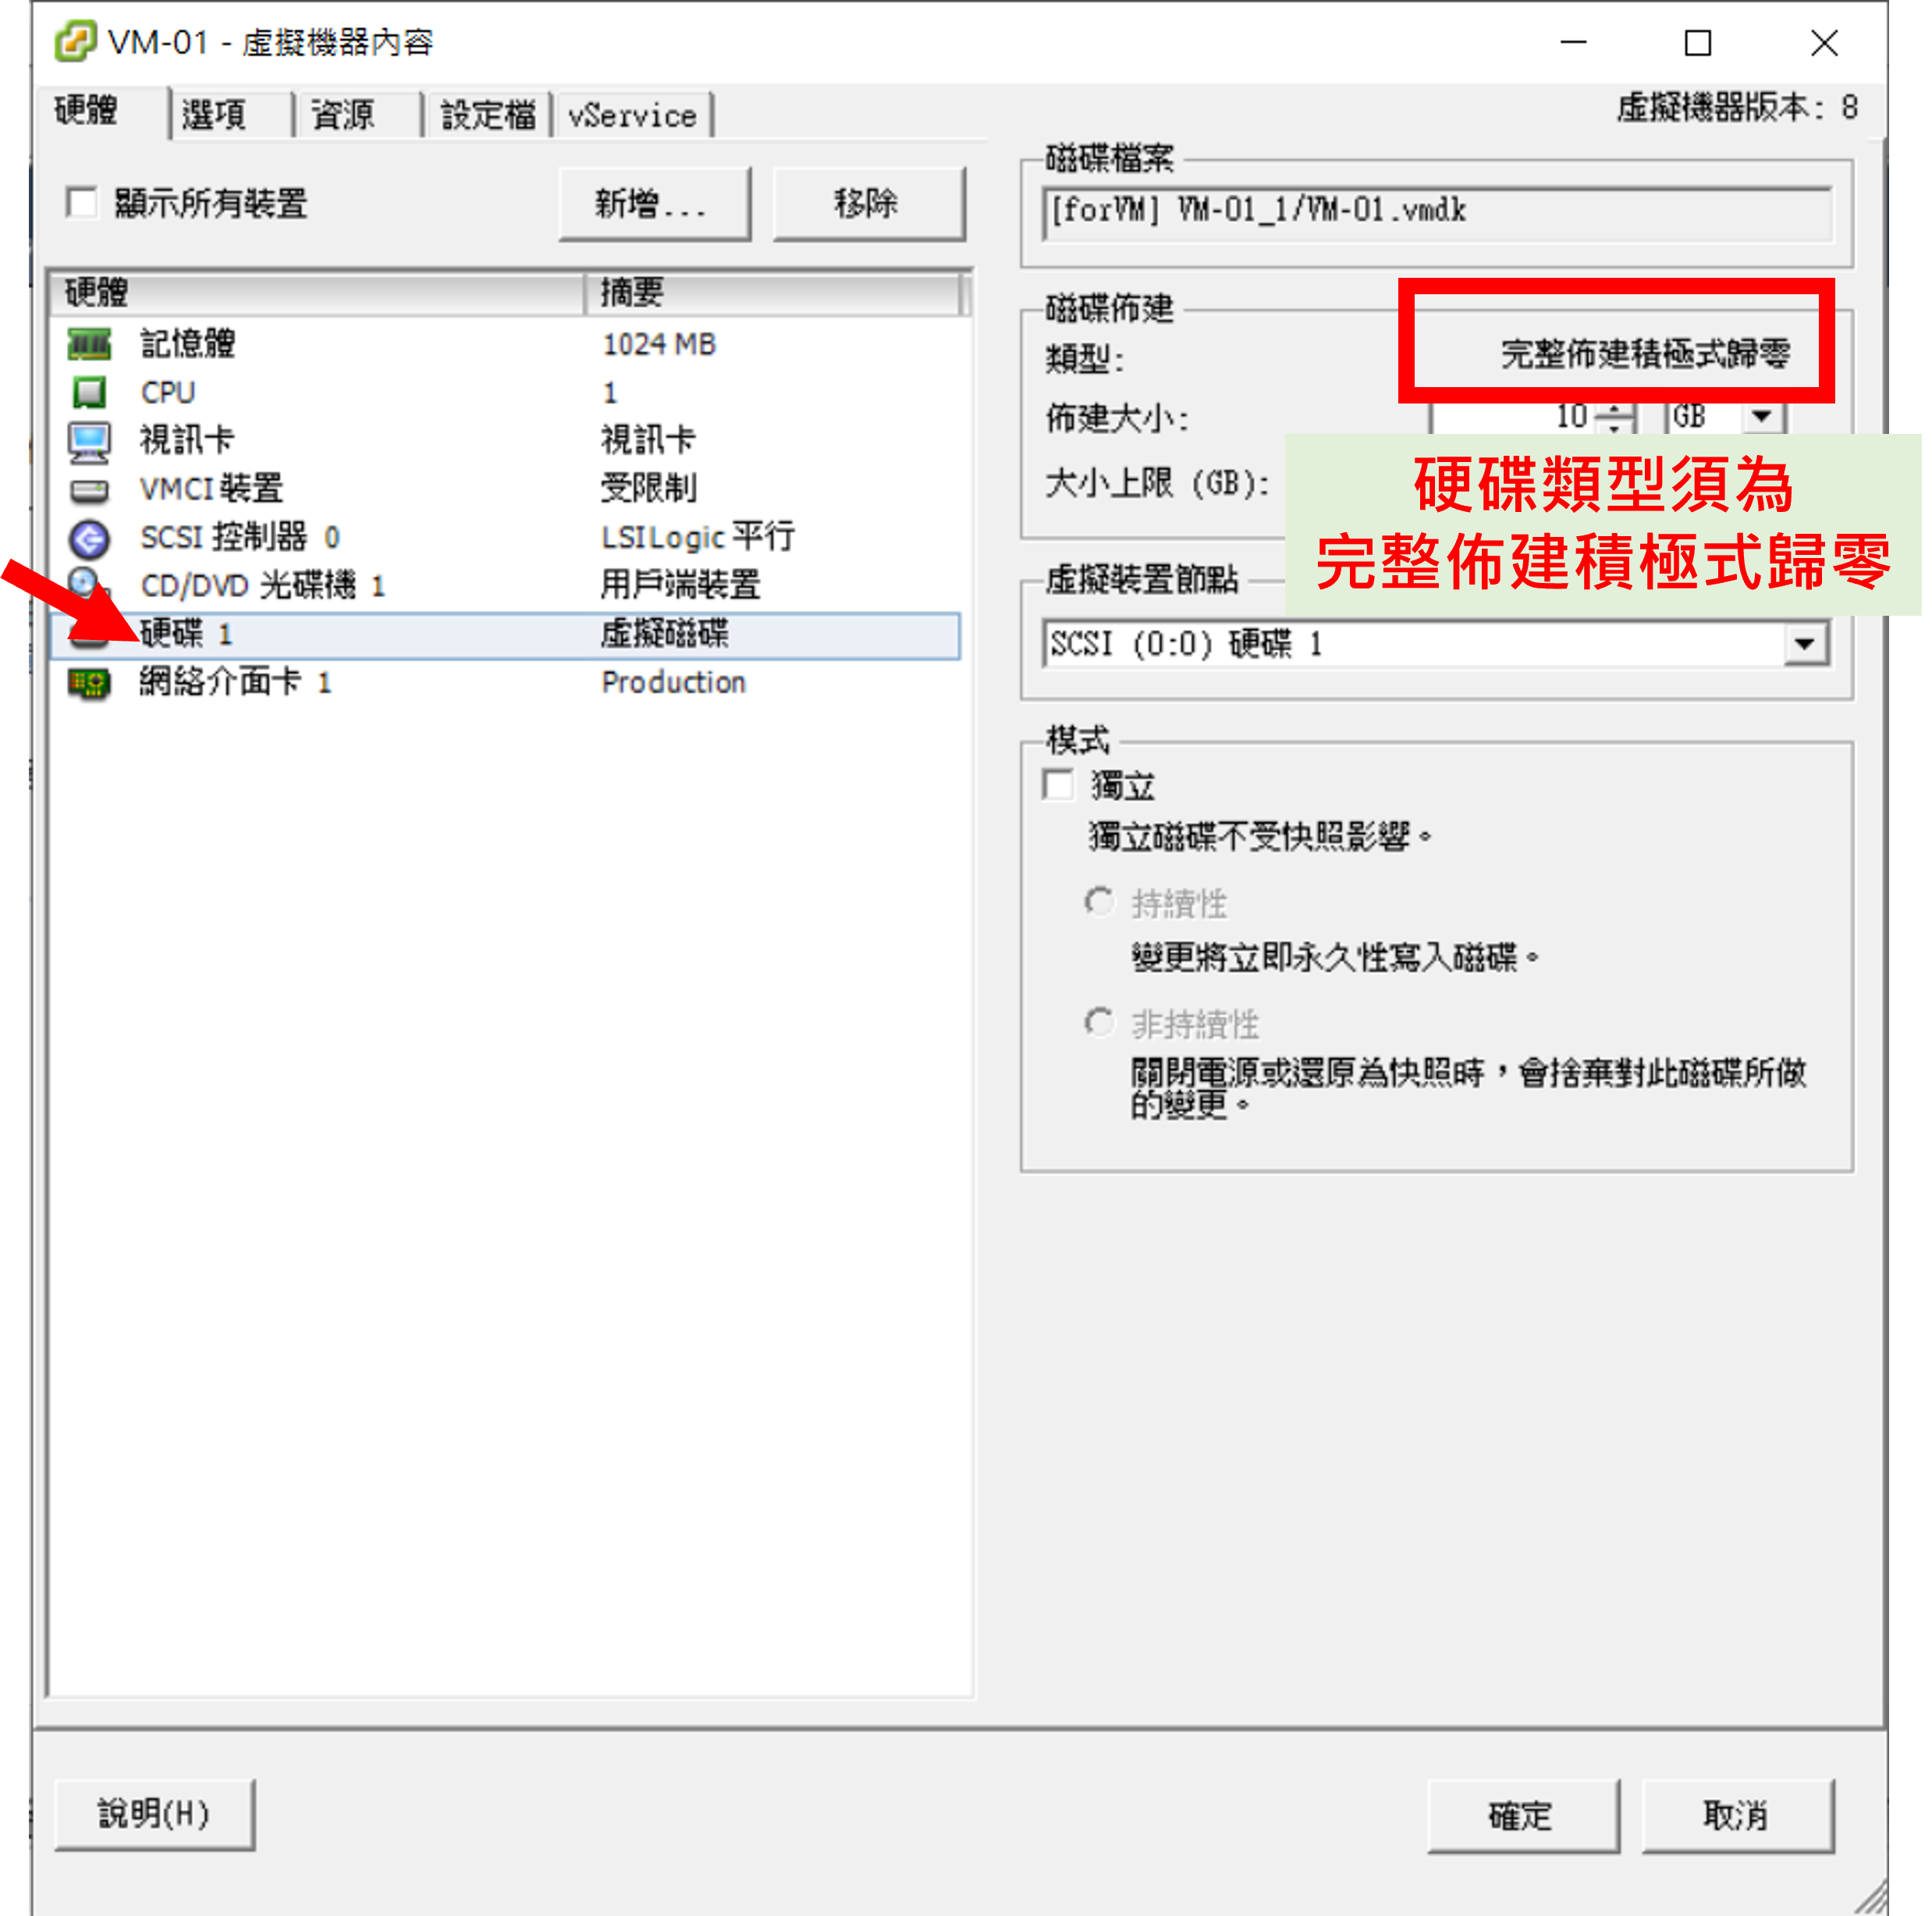 VM-01 - 虛擬機器內容
硬體 選項 資源 設定檔 vService
虛擬機器版本: 8
顯示所有裝置 新增... 移除
硬體 摘要
記憶體 1024 MB
CPU 1
視訊卡 視訊卡
VMCI 裝置 受限制
SCSI 控制器 0 LSILogic 平行
CD/DVD 光碟機 1 用戶端裝置
硬碟 1 虛擬磁碟
網絡介面卡 1 Production
磁碟檔案
[forVM] VM-01_1/VM-01.vmdk
磁碟佈建
類型: 完整佈建積極式歸零
佈建大小: 10 GB
大小上限 (GB):
硬碟類型須為
完整佈建積極式歸零
虛擬裝置節點
SCSI (0:0) 硬碟 1
模式
獨立
獨立磁碟不受快照影響。
持續性
變更將立即永久性寫入磁碟。
非持續性
關閉電源或還原為快照時，會捨棄對此磁碟所做
的變更。
說明(H) 確定 取消